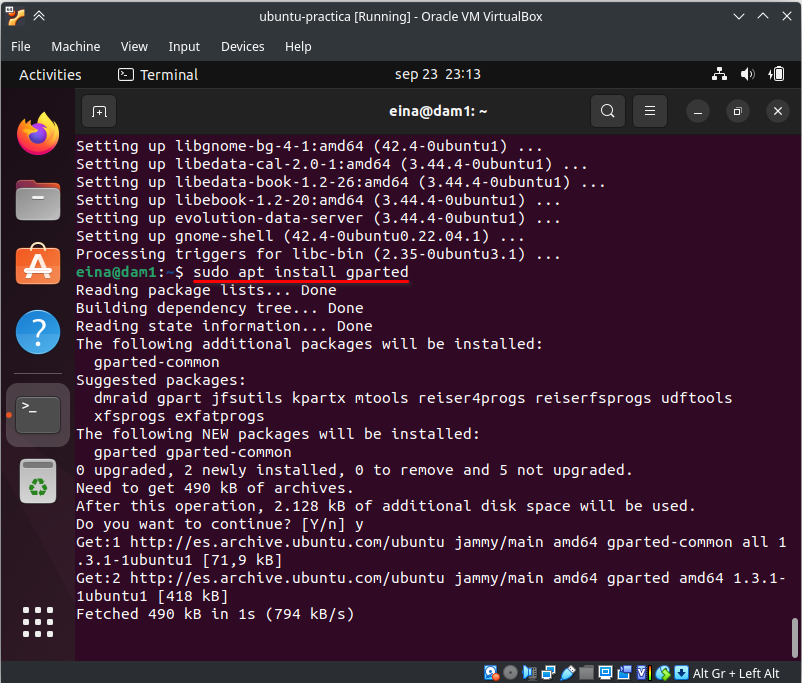 ubuntu-practica [Running] - Oracle VM VirtualBox
File Machine View Input Devices Help
Activities Terminal sep 23 23:13
eina@dam1: ~
Setting up libgnome-bg-4-1:amd64 (42.4-0ubuntu1) ...
Setting up libedata-cal-2.0-1:amd64 (3.44.4-0ubuntu1) ...
Setting up libedata-book-1.2-26:amd64 (3.44.4-0ubuntu1) ...
Setting up libebook-1.2-20:amd64 (3.44.4-0ubuntu1) ...
Setting up evolution-data-server (3.44.4-0ubuntu1) ...
Setting up gnome-shell (42.4-0ubuntu0.22.04.1) ...
Processing triggers for libc-bin (2.35-0ubuntu3.1) ...
eina@dam1:~$ sudo apt install gparted
Reading package lists... Done
Building dependency tree... Done
Reading state information... Done
The following additional packages will be installed:
gparted-common
Suggested packages:
dmraid gpart jfsutils kpartx mtools reiser4progs reiserfsprogs udftools
xfsprogs exfatprogs
The following NEW packages will be installed:
gparted gparted-common
0 upgraded, 2 newly installed, 0 to remove and 5 not upgraded.
Need to get 490 kB of archives.
After this operation, 2.128 kB of additional disk space will be used.
Do you want to continue? [Y/n] y
Get:1 http://es.archive.ubuntu.com/ubuntu jammy/main amd64 gparted-common all 1
.3.1-1ubuntu1 [71,9 kB]
Get:2 http://es.archive.ubuntu.com/ubuntu jammy/main amd64 gparted amd64 1.3.1-
1ubuntu1 [418 kB]
Fetched 490 kB in 1s (794 kB/s)
Alt Gr + Left Alt